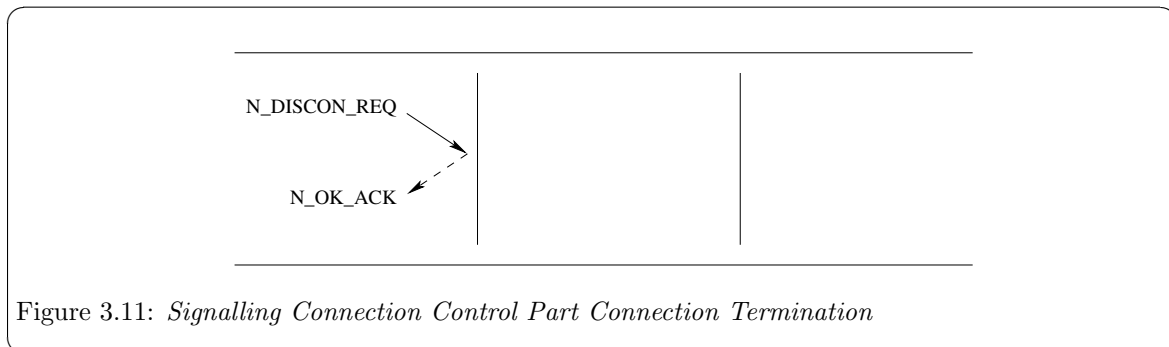 N_DISCON_REQ
N_OK_ACK
Figure 3.11: Signalling Connection Control Part Connection Termination